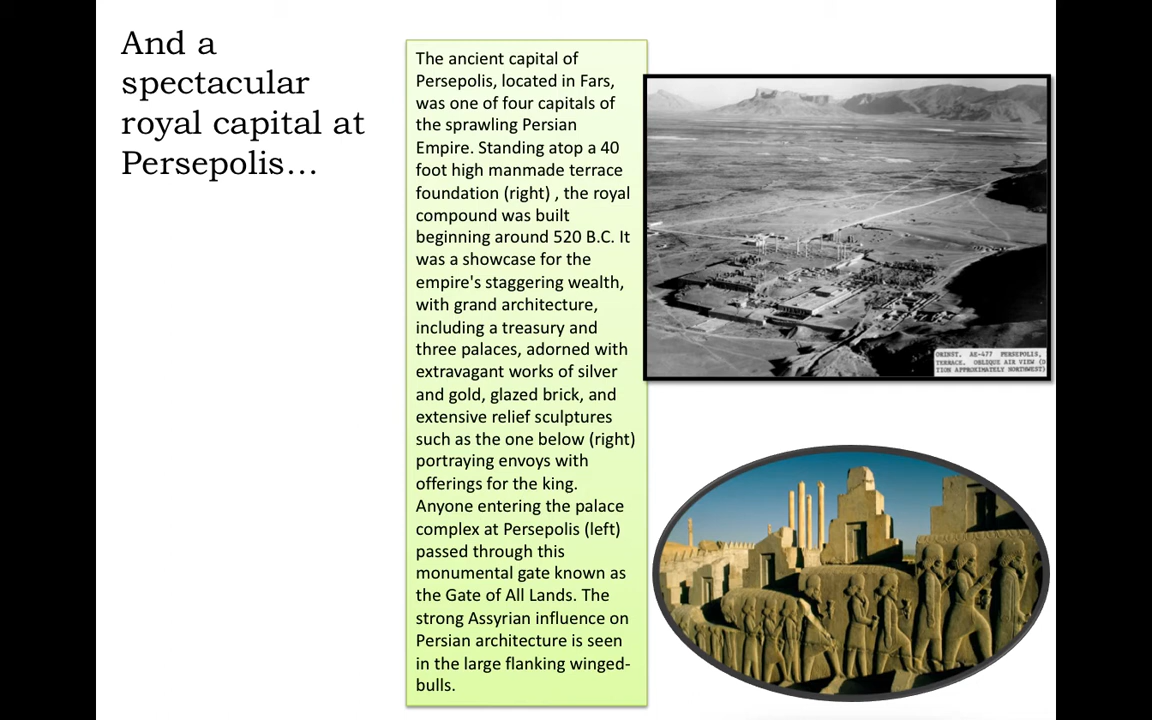 And a
spectacular
royal capital at
Persepolis…
The ancient capital of
Persepolis, located in Fars,
was one of four capitals of
the sprawling Persian
Empire. Standing atop a 40
foot high manmade terrace
foundation (right) , the royal
compound was built
beginning around 520 B.C. It
was a showcase for the
empire's staggering wealth,
with grand architecture,
including a treasury and
three palaces, adorned with
extravagant works of silver
and gold, glazed brick, and
extensive relief sculptures
such as the one below (right)
portraying envoys with
offerings for the king.
Anyone entering the palace
complex at Persepolis (left)
passed through this
monumental gate known as
the Gate of All Lands. The
strong Assyrian influence on
Persian architecture is seen
in the large flanking winged-
bulls.
ORINST. AE-477 PERSEPOLIS,
TERRACE. OBLIQUE AIR VIEW (D
TION APPROXIMATELY NORTHWEST)